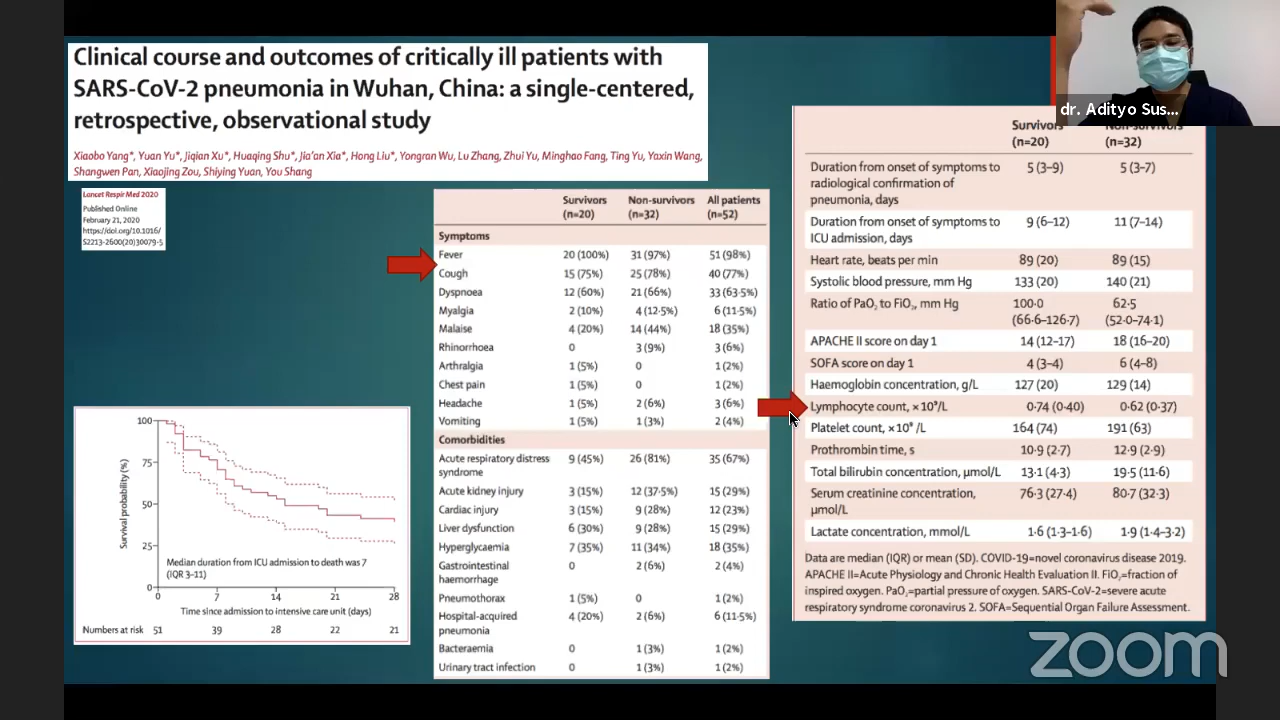 Clinical course and outcomes of critically ill patients with
SARS-CoV-2 pneumonia in Wuhan, China: a single-centered,
retrospective, observational study
Xiaobo Yang*, Yuan Yu*, Jiqian Xu*, Huaqing Shu*, Jia'an Xia*, Hong Liu*, Yongran Wu, Lu Zhang, Zhui Yu, Minghao Fang, Ting Yu, Yaxin Wang,
Shangwen Pan, Xiaojing Zou, Shiying Yuan, You Shang
Lancet Respir Med 2020
Published Online
February 21, 2020
https://doi.org/10.1016/
S2213-2600(20)30079-5
Survivors Non-survivors All patients
(n=20) (n=32) (n=52)
Symptoms
Fever 20 (100%) 31 (97%) 51 (98%)
Cough 15 (75%) 25 (78%) 40 (77%)
Dyspnoea 12 (60%) 21 (66%) 33 (63·5%)
Myalgia 2 (10%) 4 (12·5%) 6 (11·5%)
Malaise 4 (20%) 14 (44%) 18 (35%)
Rhinorrhoea 0 3 (9%) 3 (6%)
Arthralgia 1 (5%) 0 1 (2%)
Chest pain 1 (5%) 0 1 (2%)
Headache 1 (5%) 2 (6%) 3 (6%)
Vomiting 1 (5%) 1 (3%) 2 (4%)
Comorbidities
Acute respiratory distress 9 (45%) 26 (81%) 35 (67%)
syndrome
Acute kidney injury 3 (15%) 12 (37·5%) 15 (29%)
Cardiac injury 3 (15%) 9 (28%) 12 (23%)
Liver dysfunction 6 (30%) 9 (28%) 15 (29%)
Hyperglycaemia 7 (35%) 11 (34%) 18 (35%)
Gastrointestinal 0 2 (6%) 2 (4%)
haemorrhage
Pneumothorax 1 (5%) 0 1 (2%)
Hospital-acquired 4 (20%) 2 (6%) 6 (11·5%)
pneumonia
Bacteraemia 0 1 (3%) 1 (2%)
Urinary tract infection 0 1 (3%) 1 (2%)
100
75
50
25
0
Survival probability (%)
Median duration from ICU admission to death was 7
(IQR 3–11)
0 7 14 21 28
Time since admission to intensive care unit (days)
Numbers at risk 51 39 28 22 21
dr. Adityo Sus...
Survivors Non-survivors
(n=20) (n=32)
Duration from onset of symptoms to 5 (3–9) 5 (3–7)
radiological confirmation of
pneumonia, days
Duration from onset of symptoms to 9 (6–12) 11 (7–14)
ICU admission, days
Heart rate, beats per min 89 (20) 89 (15)
Systolic blood pressure, mm Hg 133 (20) 140 (21)
Ratio of PaO₂ to FiO₂, mm Hg 100·0 62·5
(66·6–126·7) (52·0–74·1)
APACHE II score on day 1 14 (12–17) 18 (16–20)
SOFA score on day 1 4 (3–4) 6 (4–8)
Haemoglobin concentration, g/L 127 (20) 129 (14)
Lymphocyte count, ×10⁹/L 0·74 (0·40) 0·62 (0·37)
Platelet count, ×10⁹ /L 164 (74) 191 (63)
Prothrombin time, s 10·9 (2·7) 12·9 (2·9)
Total bilirubin concentration, μmol/L 13·1 (4·3) 19·5 (11·6)
Serum creatinine concentration, 76·3 (27·4) 80·7 (32·3)
μmol/L
Lactate concentration, mmol/L 1·6 (1·3–1·6) 1·9 (1·4–3·2)
Data are median (IQR) or mean (SD). COVID-19=novel coronavirus disease 2019.
APACHE II=Acute Physiology and Chronic Health Evaluation II. FiO₂=fraction of
inspired oxygen. PaO₂=partial pressure of oxygen. SARS-CoV-2=severe acute
respiratory syndrome coronavirus 2. SOFA=Sequential Organ Failure Assessment.
zoom